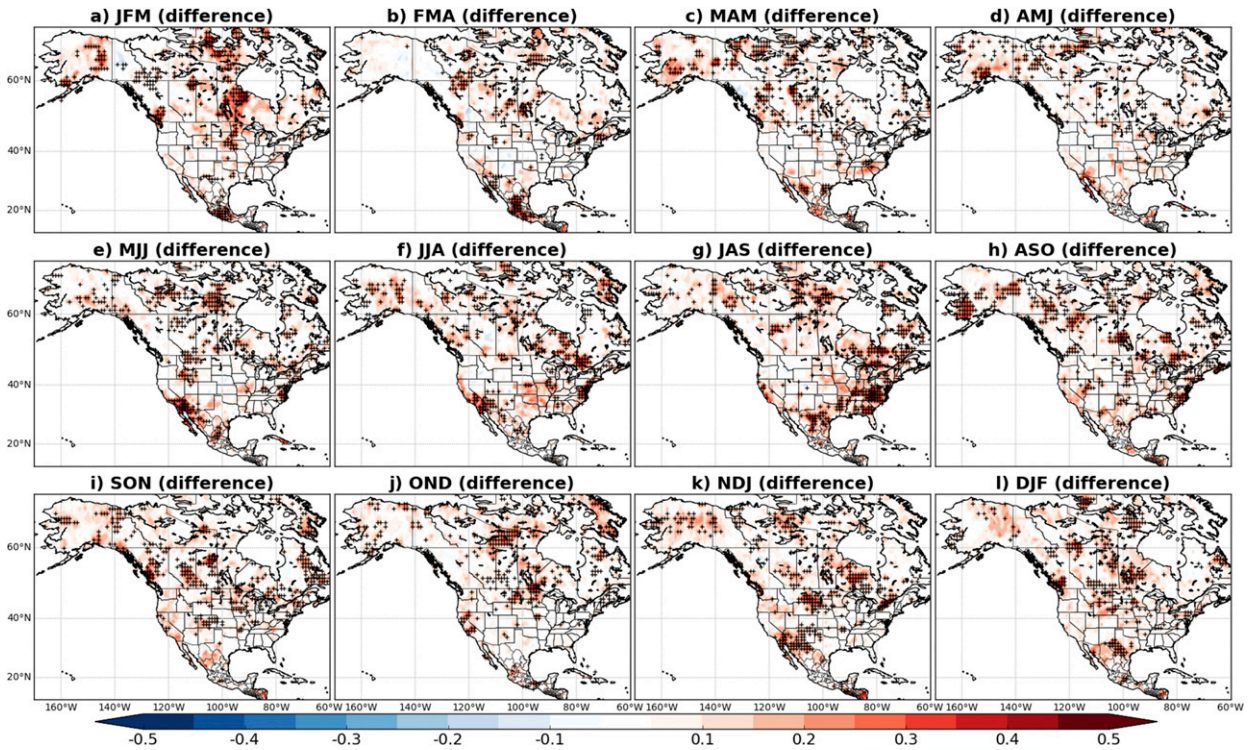 a) JFM (difference) b) FMA (difference) c) MAM (difference) d) AMJ (difference)
60°N
40°N
20°N
e) MJJ (difference) f) JJA (difference) g) JAS (difference) h) ASO (difference)
60°N
40°N
20°N
i) SON (difference) j) OND (difference) k) NDJ (difference) l) DJF (difference)
60°N
40°N
20°N
160°W 140°W 120°W 100°W 80°W 60°W 160°W 140°W 120°W 100°W 80°W 60°W 160°W 140°W 120°W 100°W 80°W 60°W 160°W 140°W 120°W 100°W 80°W 60°W
-0.5 -0.4 -0.3 -0.2 -0.1 0.1 0.2 0.3 0.4 0.5